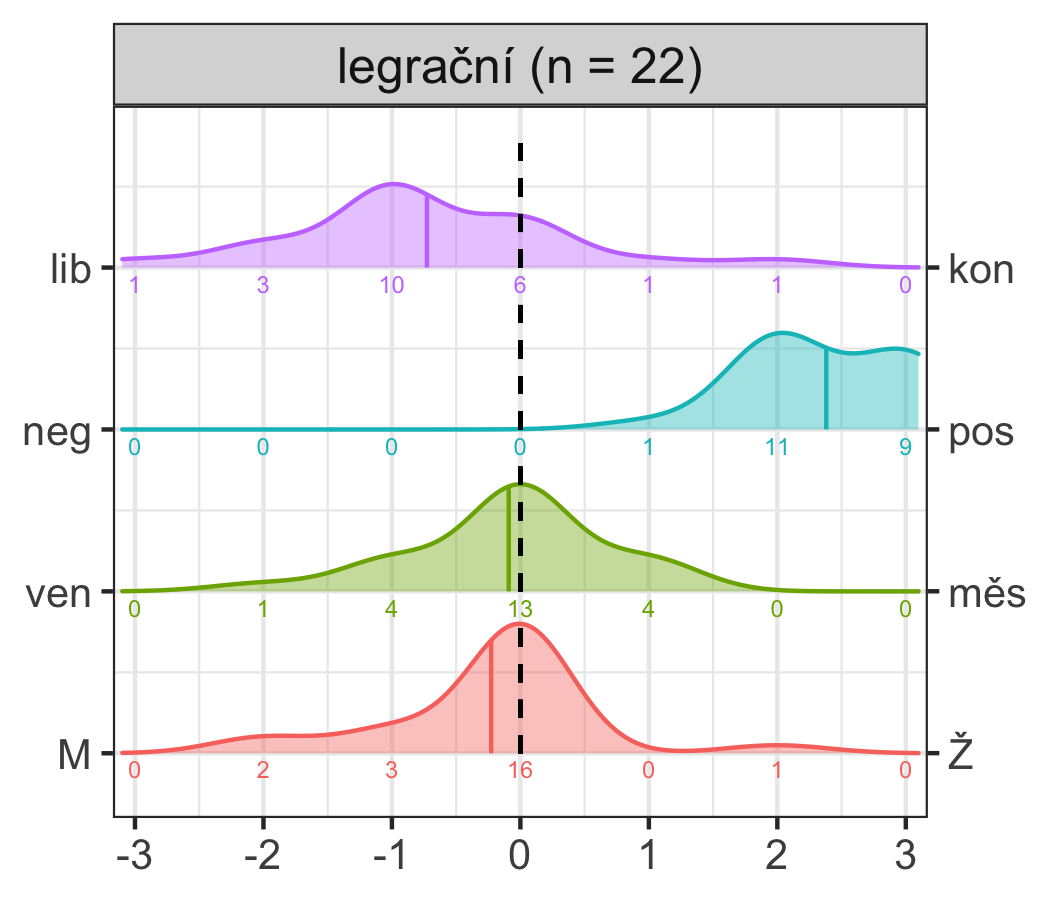 legrační (n = 22)
lib kon
1 3 10 6 1 1 0
neg pos
0 0 0 0 1 11 9
ven měs
0 1 4 13 4 0 0
M Ž
0 2 3 16 0 1 0
-3 -2 -1 0 1 2 3